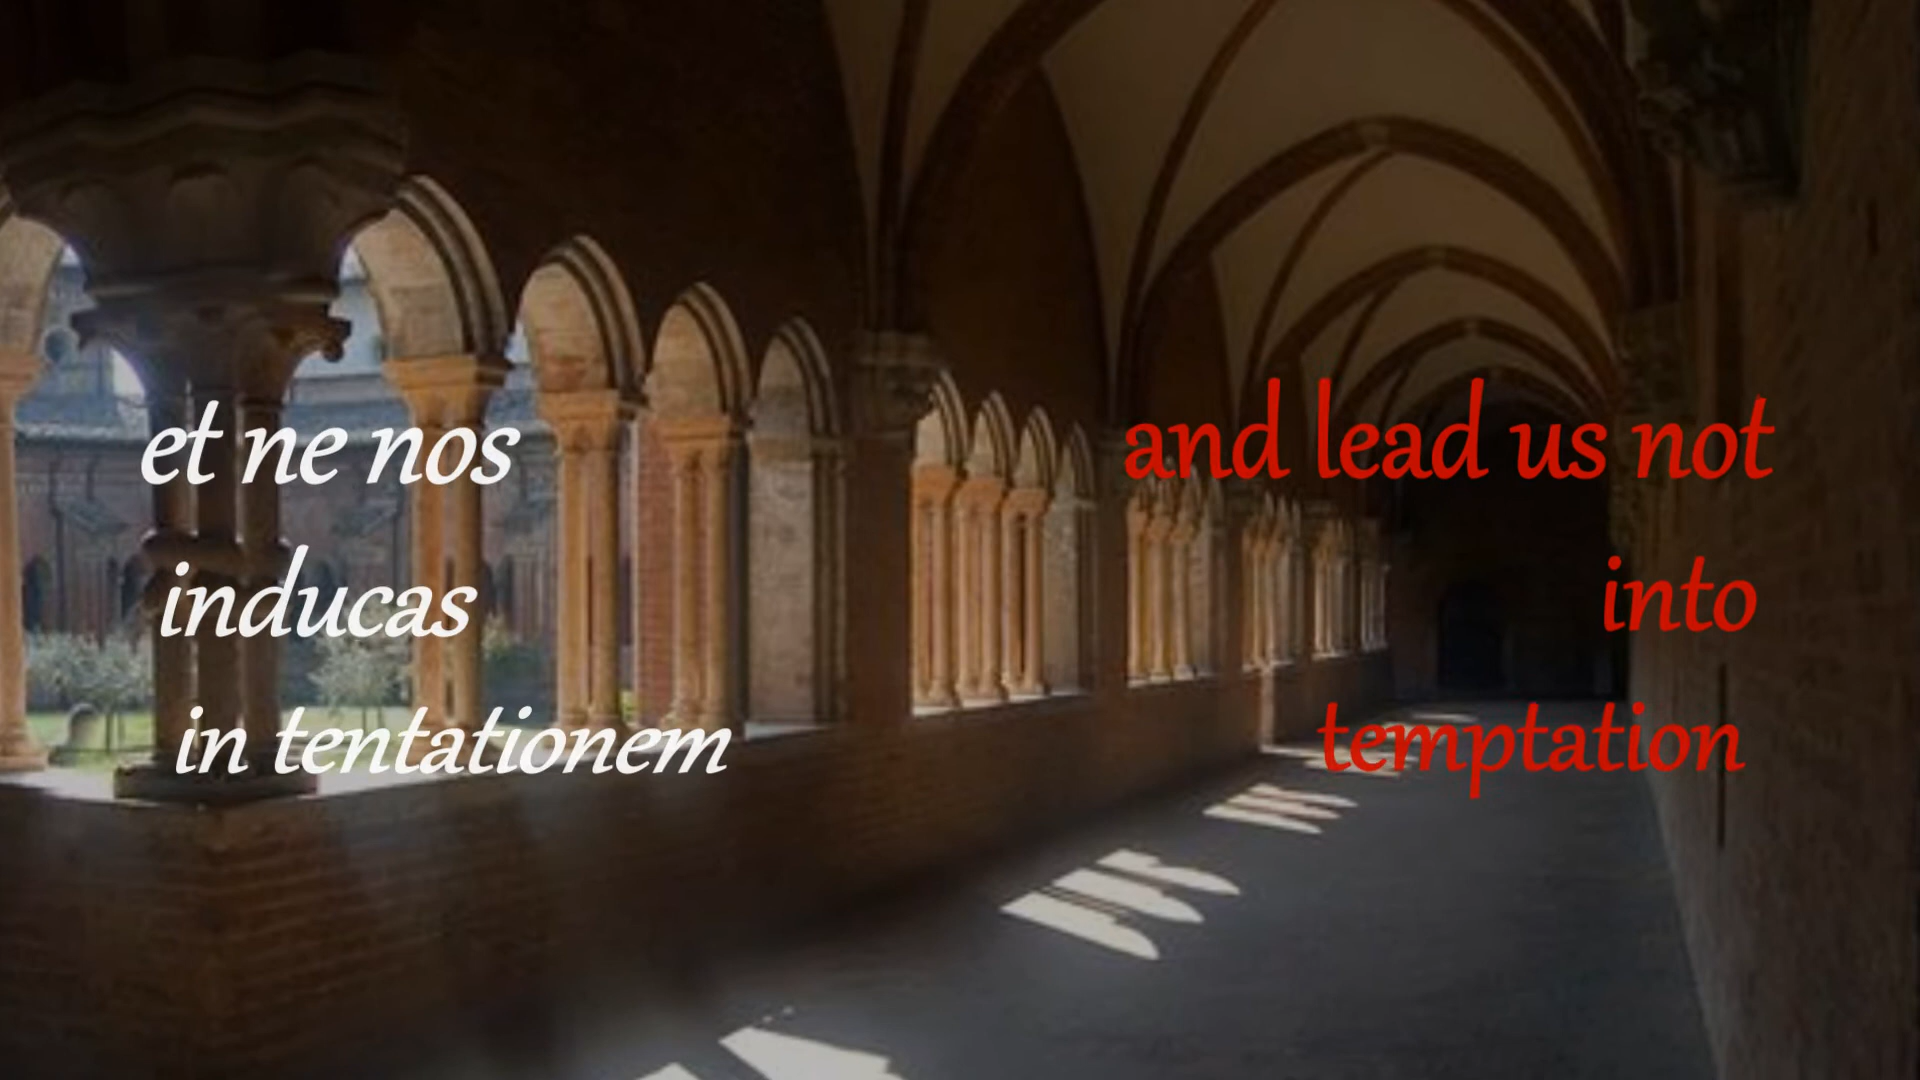 et ne nos
inducas
in tentationem
and lead us not
into
temptation